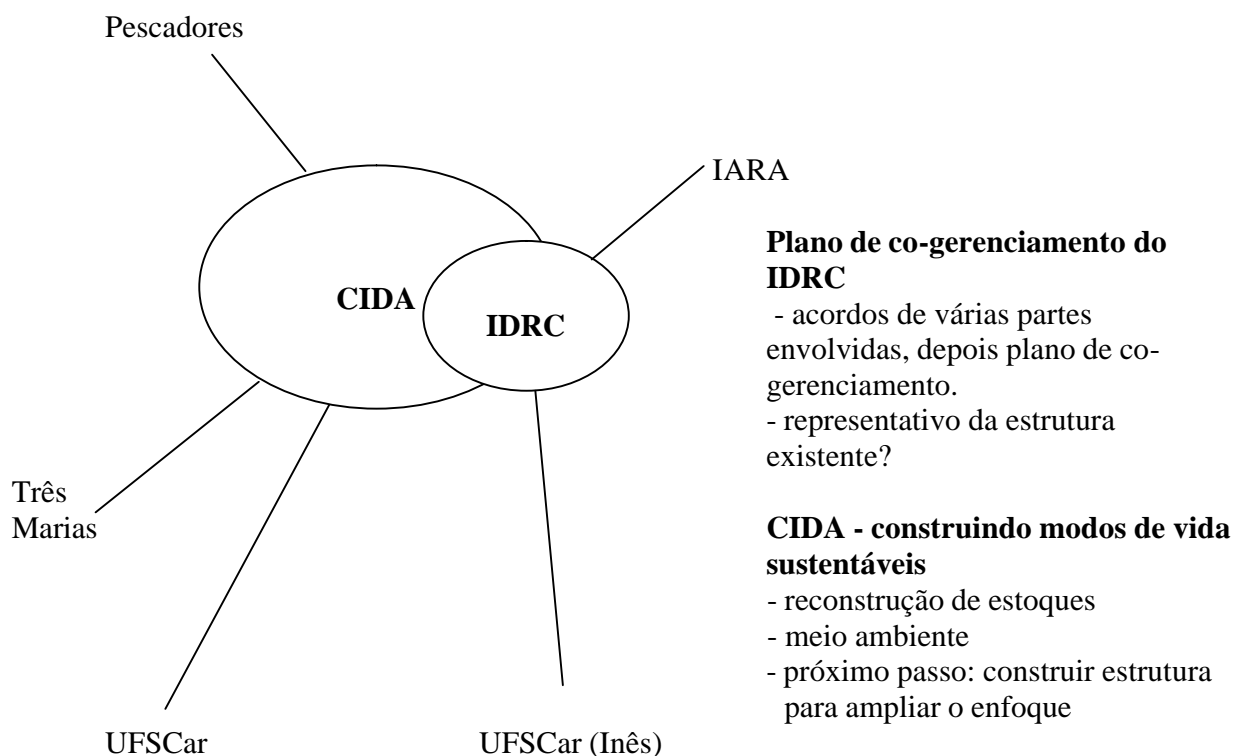 Pescadores
IARA
CIDA
IDRC
Três
Marias
UFSCar
UFSCar (Inês)
Plano de co-gerenciamento do
IDRC
- acordos de várias partes
envolvidas, depois plano de co-
gerenciamento.
- representativo da estrutura
existente?
CIDA - construindo modos de vida
sustentáveis
- reconstrução de estoques
- meio ambiente
- próximo passo: construir estrutura
para ampliar o enfoque